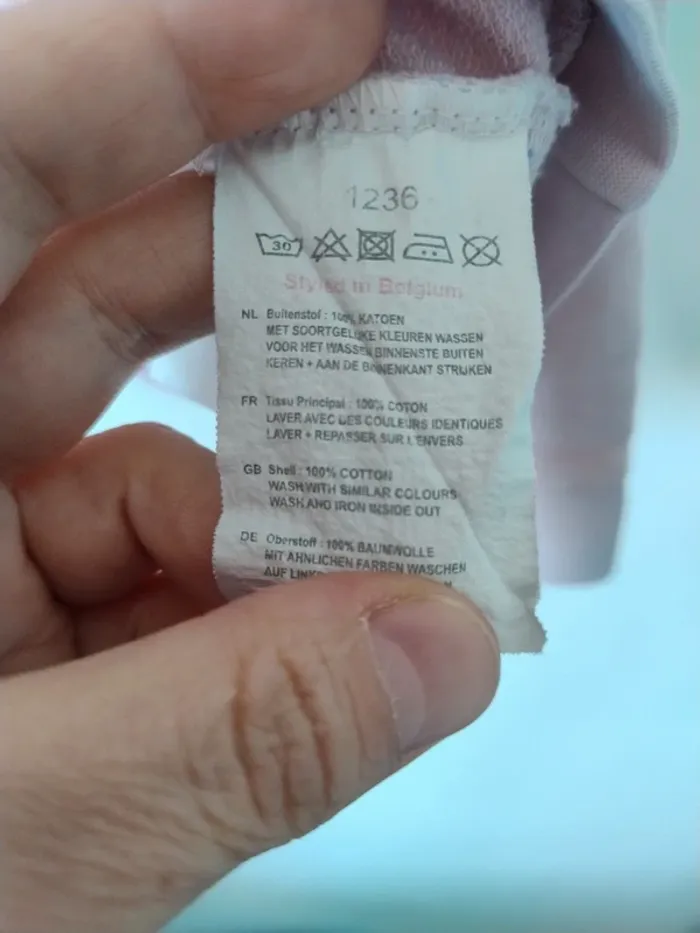 1236
30
Styled in Belgium
NL Buitenstof : 100% KATOEN
MET SOORTGELIJKE KLEUREN WASSEN
VOOR HET WASSEN BINNENSTE BUITEN
KEREN + AAN DE BINNENKANT STRIJKEN
FR Tissu Principal : 100% COTON
LAVER AVEC DES COULEURS IDENTIQUES
LAVER + REPASSER SUR L'ENVERS
GB Shell : 100% COTTON
WASH WITH SIMILAR COLOURS
WASH AND IRON INSIDE OUT
DE Oberstoff : 100% BAUMWOLLE
MIT AHNLICHEN FARBEN WASCHEN
AUF